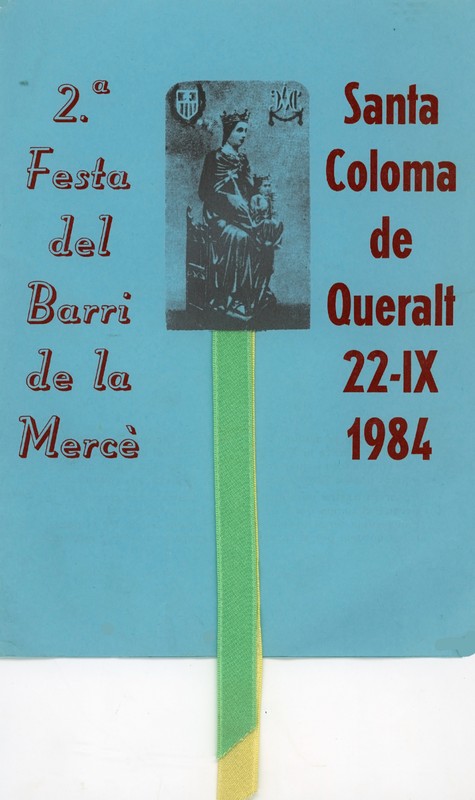 2.ª
Festa
del
Barri
de la
Mercè
Santa
Coloma
de
Queralt
22-IX
1984